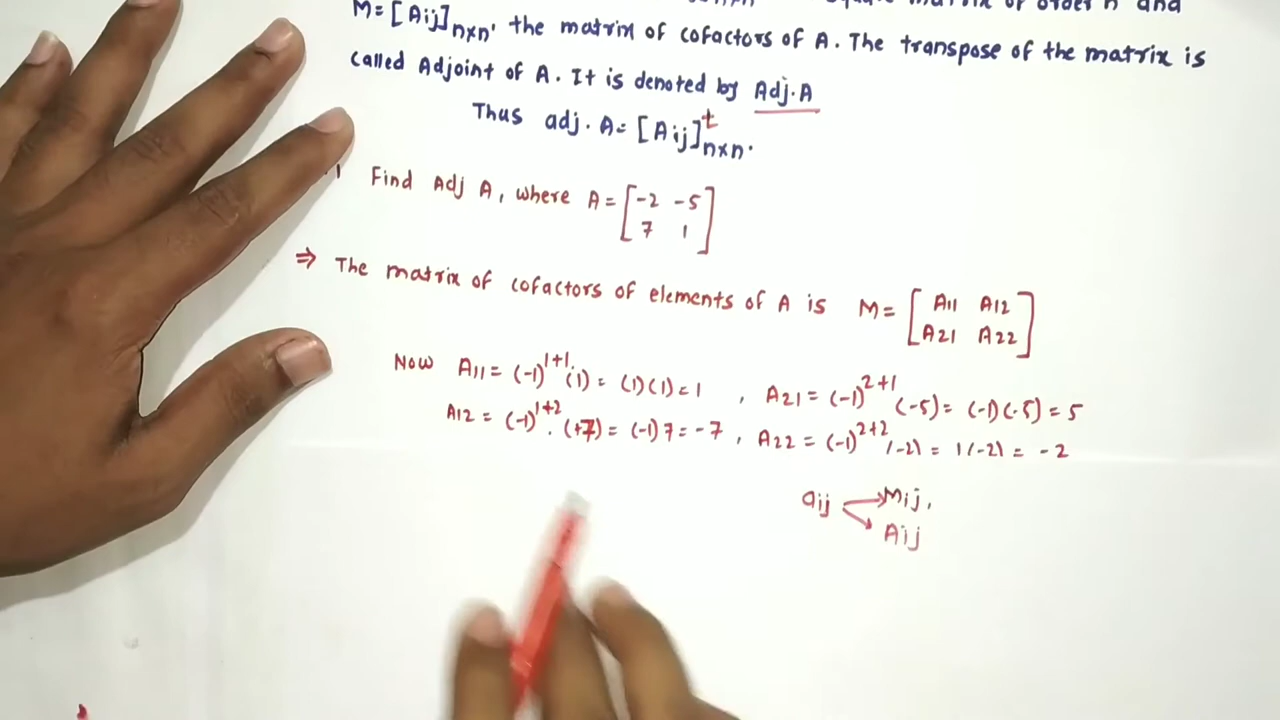 of order n and
M= [Aij]n×n, the matrix of cofactors of A. The transpose of the matrix is
called Adjoint of A. It is denoted by Adj.A
Thus adj. A= [Aij]ᵗn×n.
Find Adj A, where A= [-2 -5
7 1]
⇒ The matrix of cofactors of elements of A is M= [A11 A12
A21 A22]
Now A11 = (-1)¹⁺¹.(1) = (1)(1) = 1 , A21 = (-1)²⁺¹ (-5) = (-1)(-5) = 5
A12 = (-1)¹⁺². (+7) = (-1)7 = -7 , A22 = (-1)²⁺² (-2) = 1(-2) = -2
aij Mij,
Aij